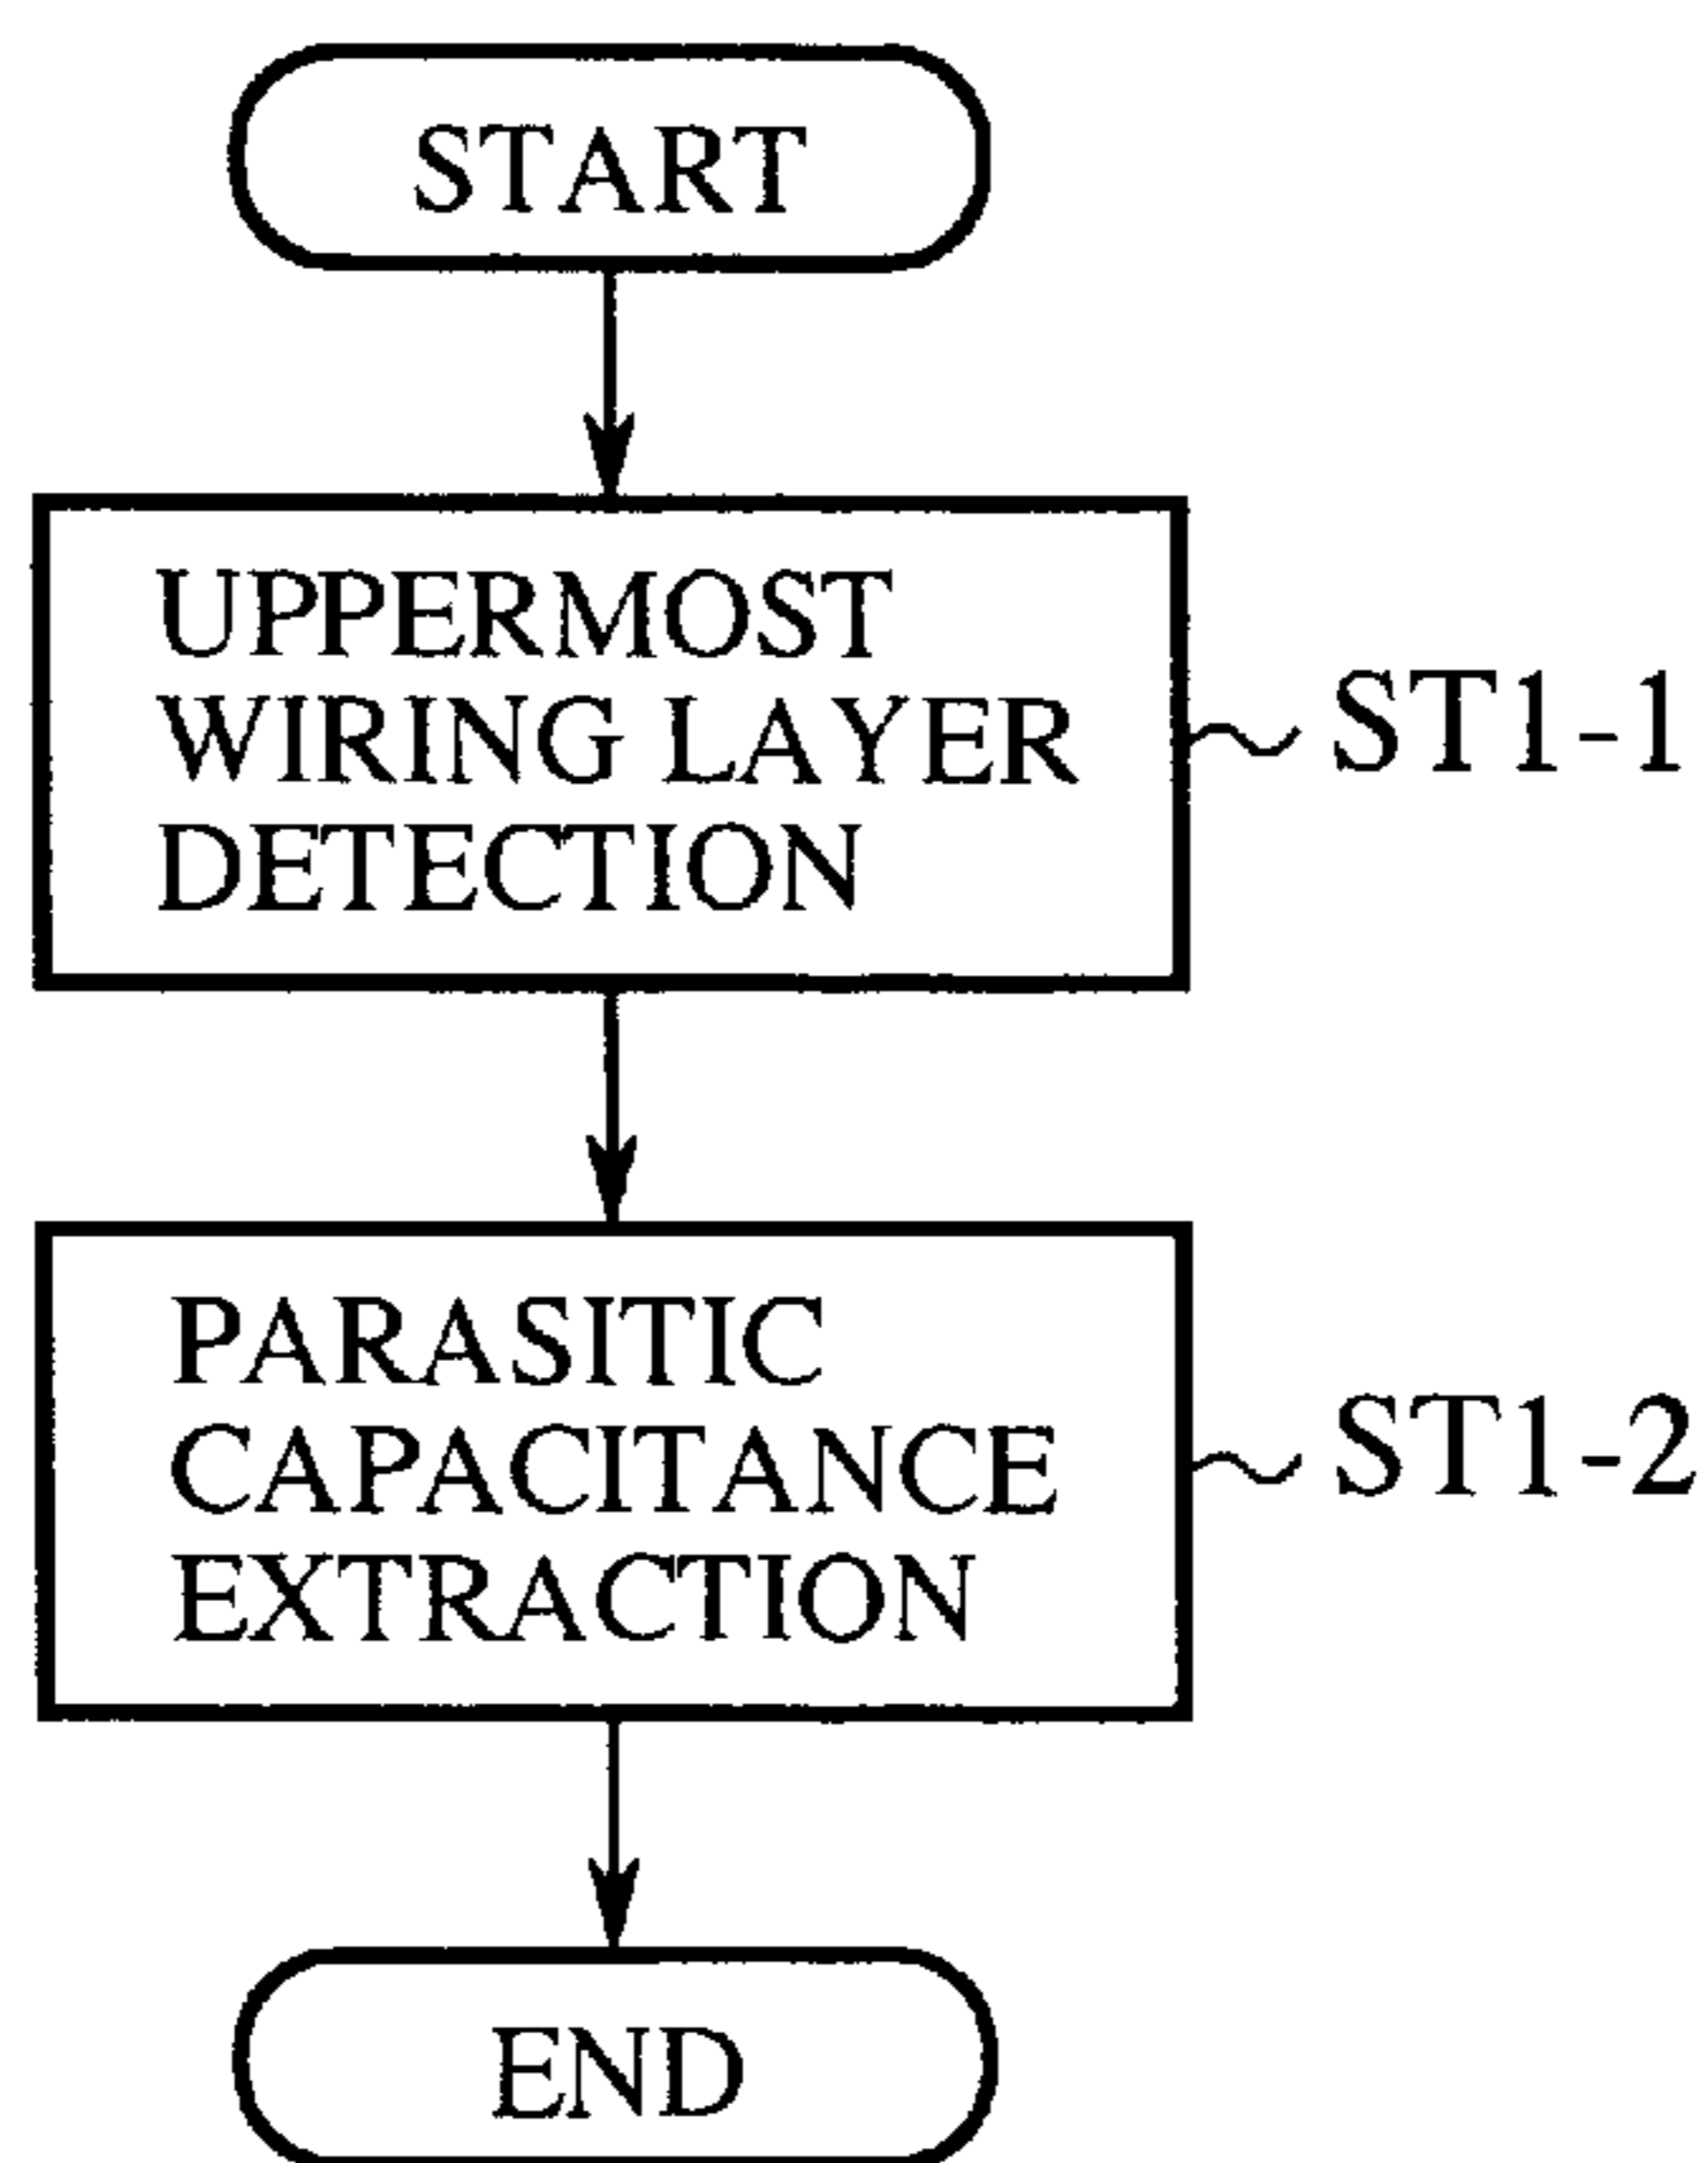 START
UPPERMOST
WIRING LAYER
DETECTION
ST1-1
PARASITIC
CAPACITANCE
EXTRACTION
ST1-2
END